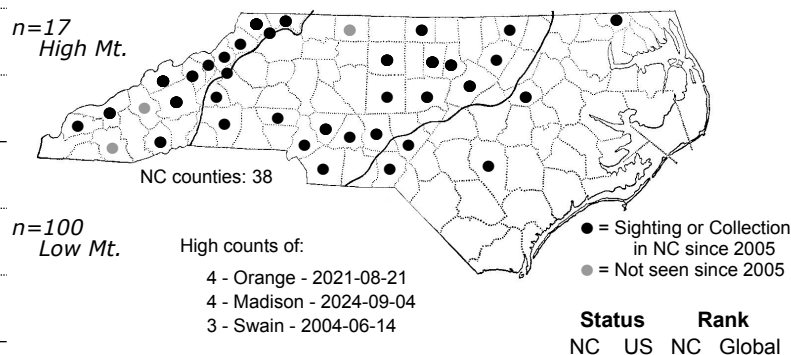 n=17
High Mt.
NC counties: 38
n=100
Low Mt.
High counts of:
4 - Orange - 2021-08-21
4 - Madison - 2024-09-04
3 - Swain - 2004-06-14
= Sighting or Collection
in NC since 2005
= Not seen since 2005
Status Rank
NC US NC Global